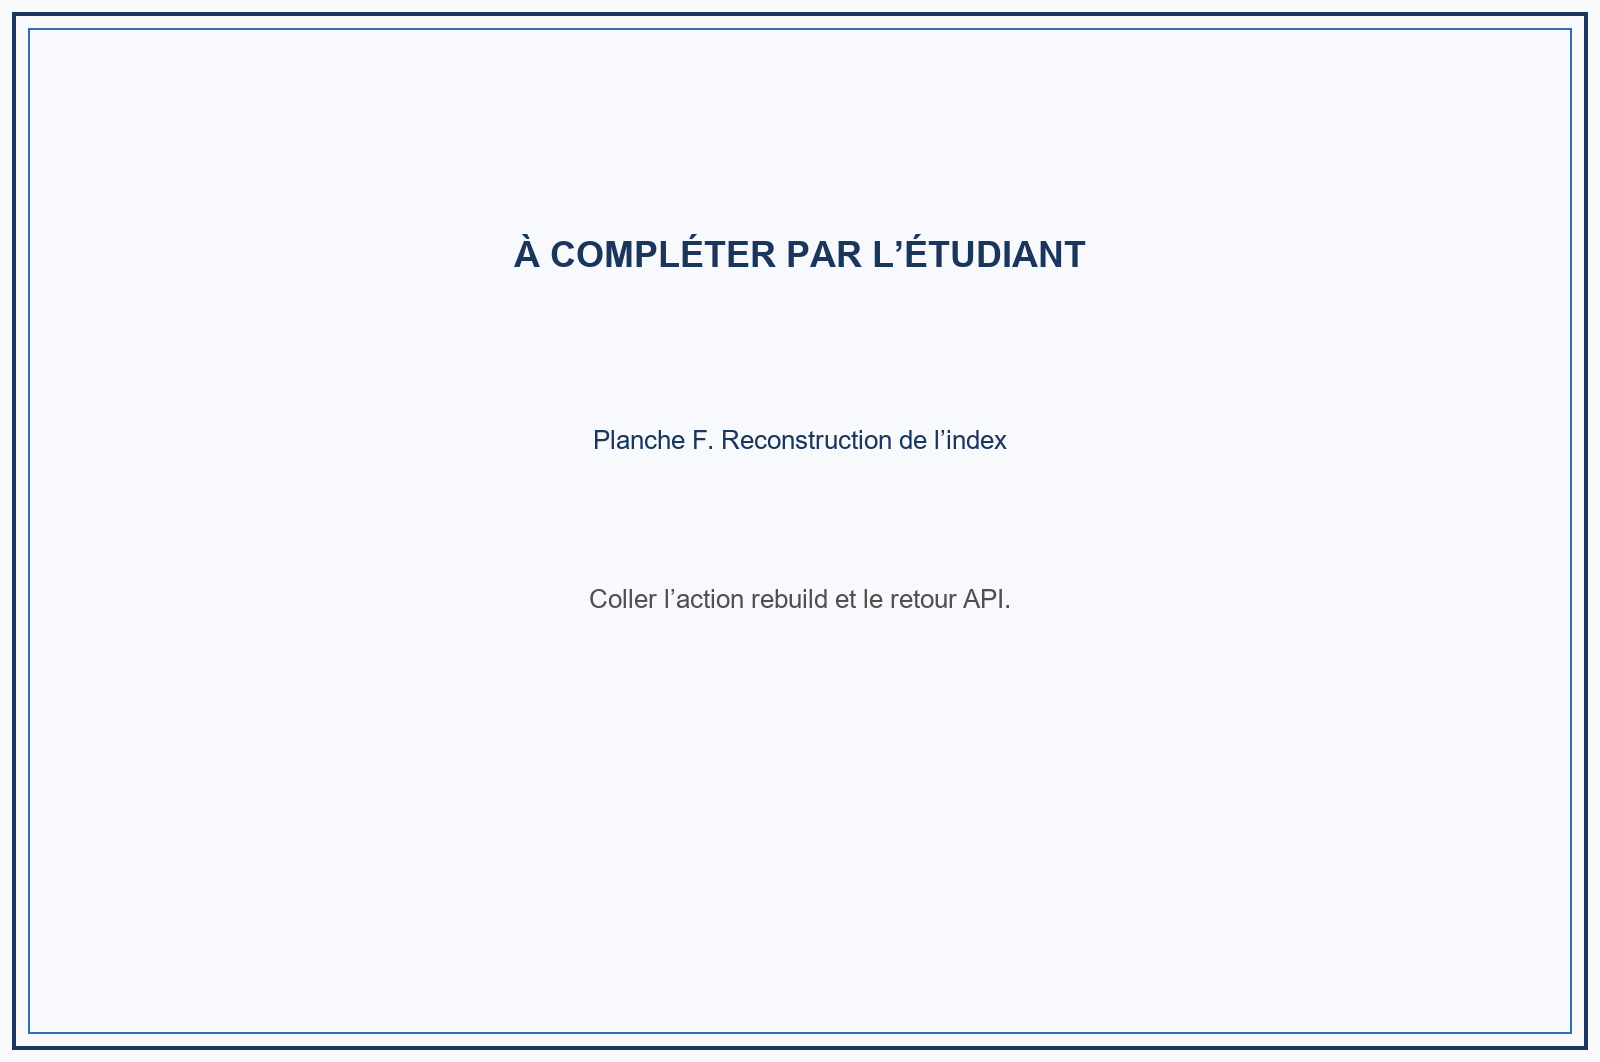 À COMPLÉTER PAR L’ÉTUDIANT
Planche F. Reconstruction de l’index
Coller l’action rebuild et le retour API.